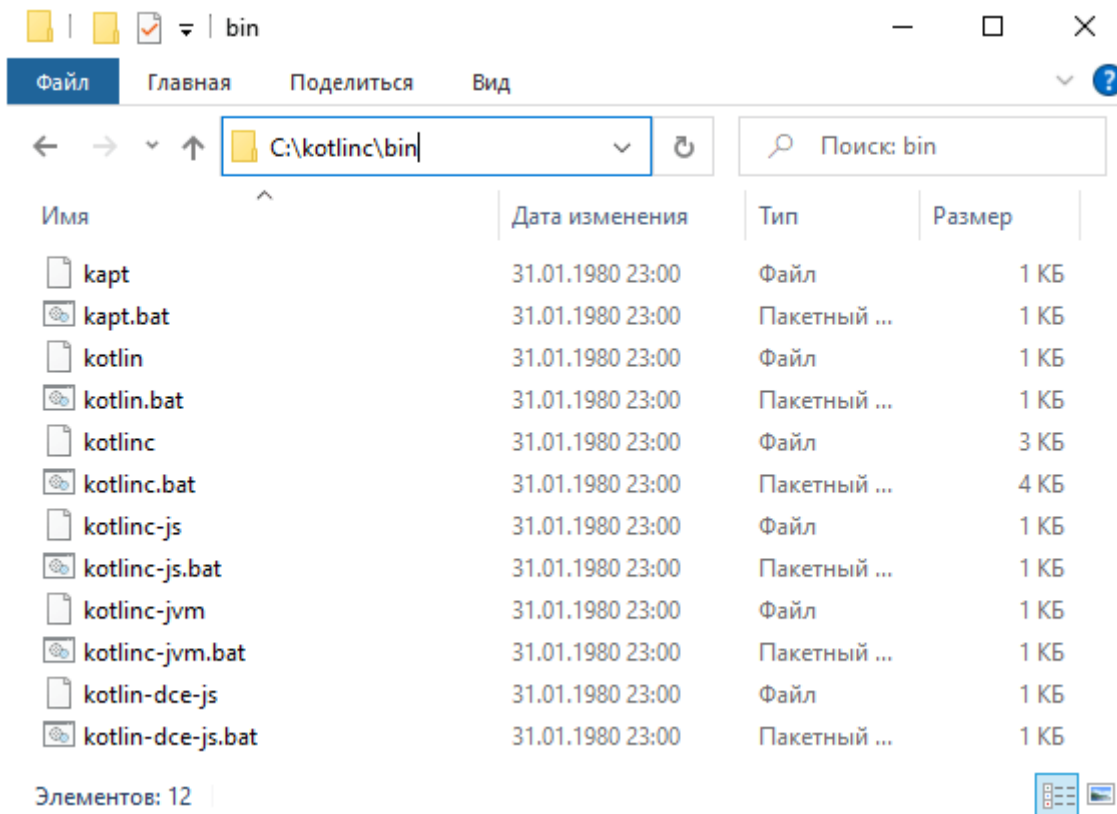 bin
Файл Главная Поделиться Вид ?
C:\kotlinc\bin Поиск: bin
Имя Дата изменения Тип Размер
kapt 31.01.1980 23:00 Файл 1 КБ
kapt.bat 31.01.1980 23:00 Пакетный ... 1 КБ
kotlin 31.01.1980 23:00 Файл 1 КБ
kotlin.bat 31.01.1980 23:00 Пакетный ... 1 КБ
kotlinc 31.01.1980 23:00 Файл 3 КБ
kotlinc.bat 31.01.1980 23:00 Пакетный ... 4 КБ
kotlinc-js 31.01.1980 23:00 Файл 1 КБ
kotlinc-js.bat 31.01.1980 23:00 Пакетный ... 1 КБ
kotlinc-jvm 31.01.1980 23:00 Файл 1 КБ
kotlinc-jvm.bat 31.01.1980 23:00 Пакетный ... 1 КБ
kotlin-dce-js 31.01.1980 23:00 Файл 1 КБ
kotlin-dce-js.bat 31.01.1980 23:00 Пакетный ... 1 КБ
Элементов: 12